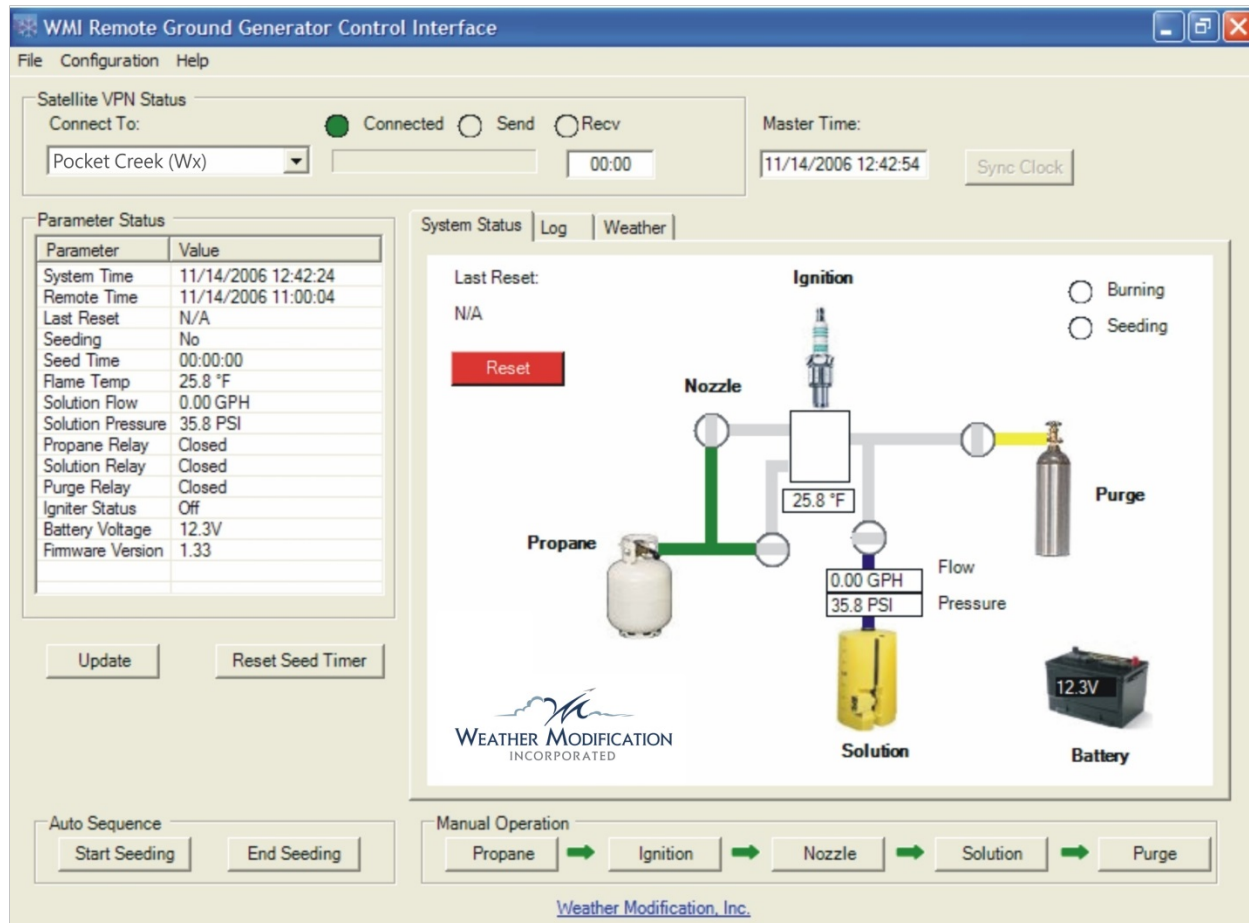 WMI Remote Ground Generator Control Interface
File Configuration Help
Satellite VPN Status
Connect To:
Connected Send Recv
Master Time:
Pocket Creek (Wx)
00:00
11/14/2006 12:42:54
Sync Clock
Parameter Status
Parameter Value
System Time 11/14/2006 12:42:24
Remote Time 11/14/2006 11:00:04
Last Reset N/A
Seeding No
Seed Time 00:00:00
Flame Temp 25.8 °F
Solution Flow 0.00 GPH
Solution Pressure 35.8 PSI
Propane Relay Closed
Solution Relay Closed
Purge Relay Closed
Igniter Status Off
Battery Voltage 12.3V
Firmware Version 1.33
Update
Reset Seed Timer
System Status Log Weather
Last Reset:
N/A
Reset
Ignition
Burning
Seeding
Nozzle
25.8 °F
Purge
Propane
0.00 GPH Flow
35.8 PSI Pressure
12.3V
WEATHER MODIFICATION
INCORPORATED
Solution
Battery
Auto Sequence
Start Seeding End Seeding
Manual Operation
Propane Ignition Nozzle Solution Purge
Weather Modification, Inc.